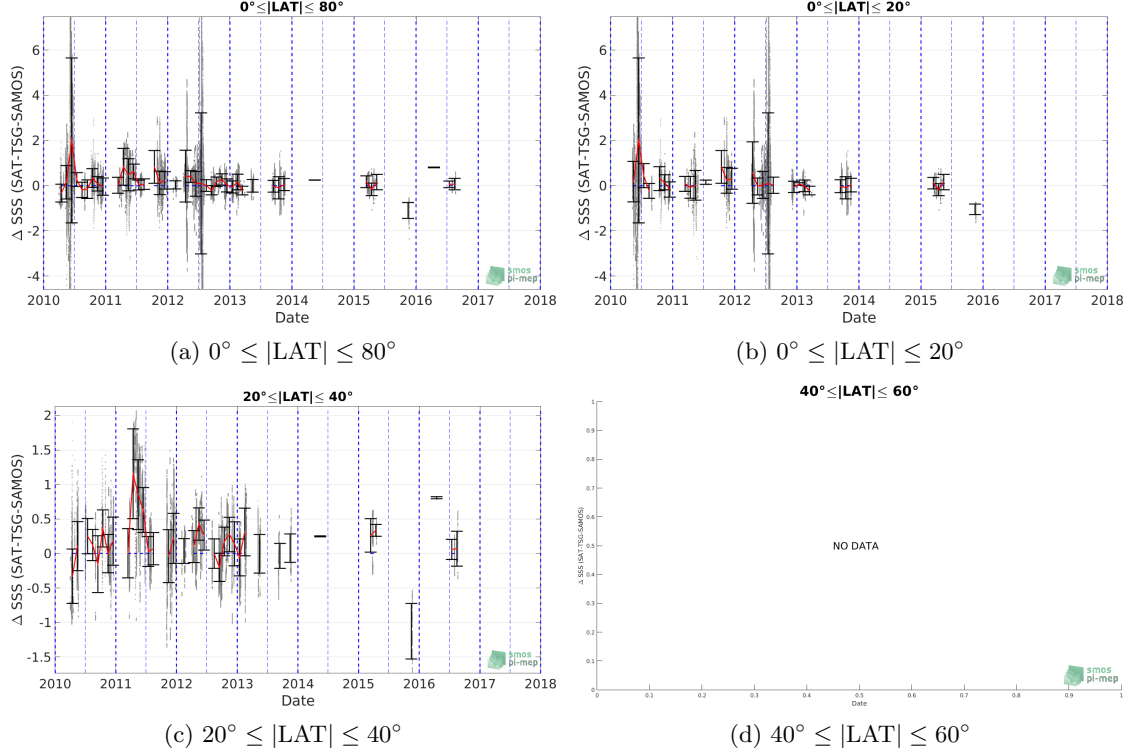 0°≤|LAT|≤ 80°
Δ SSS (SAT-TSG-SAMOS)
6
4
2
0
-2
-4
2010 2011 2012 2013 2014 2015 2016 2017 2018
Date
smos
pi-mep
(a) 0° ≤ |LAT| ≤ 80°
0°≤|LAT|≤ 20°
Δ SSS (SAT-TSG-SAMOS)
6
4
2
0
-2
-4
2010 2011 2012 2013 2014 2015 2016 2017 2018
Date
smos
pi-mep
(b) 0° ≤ |LAT| ≤ 20°
20°≤|LAT|≤ 40°
Δ SSS (SAT-TSG-SAMOS)
2
1.5
1
0.5
0
-0.5
-1
-1.5
2010 2011 2012 2013 2014 2015 2016 2017 2018
Date
smos
pi-mep
(c) 20° ≤ |LAT| ≤ 40°
40°≤|LAT|≤ 60°
Δ SSS (SAT-TSG-SAMOS)
1
0.9
0.8
0.7
0.6
0.5
0.4
0.3
0.2
0.1
0
NO DATA
0 0.1 0.2 0.3 0.4 0.5 0.6 0.7 0.8 0.9 1
Date
smos
pi-mep
(d) 40° ≤ |LAT| ≤ 60°